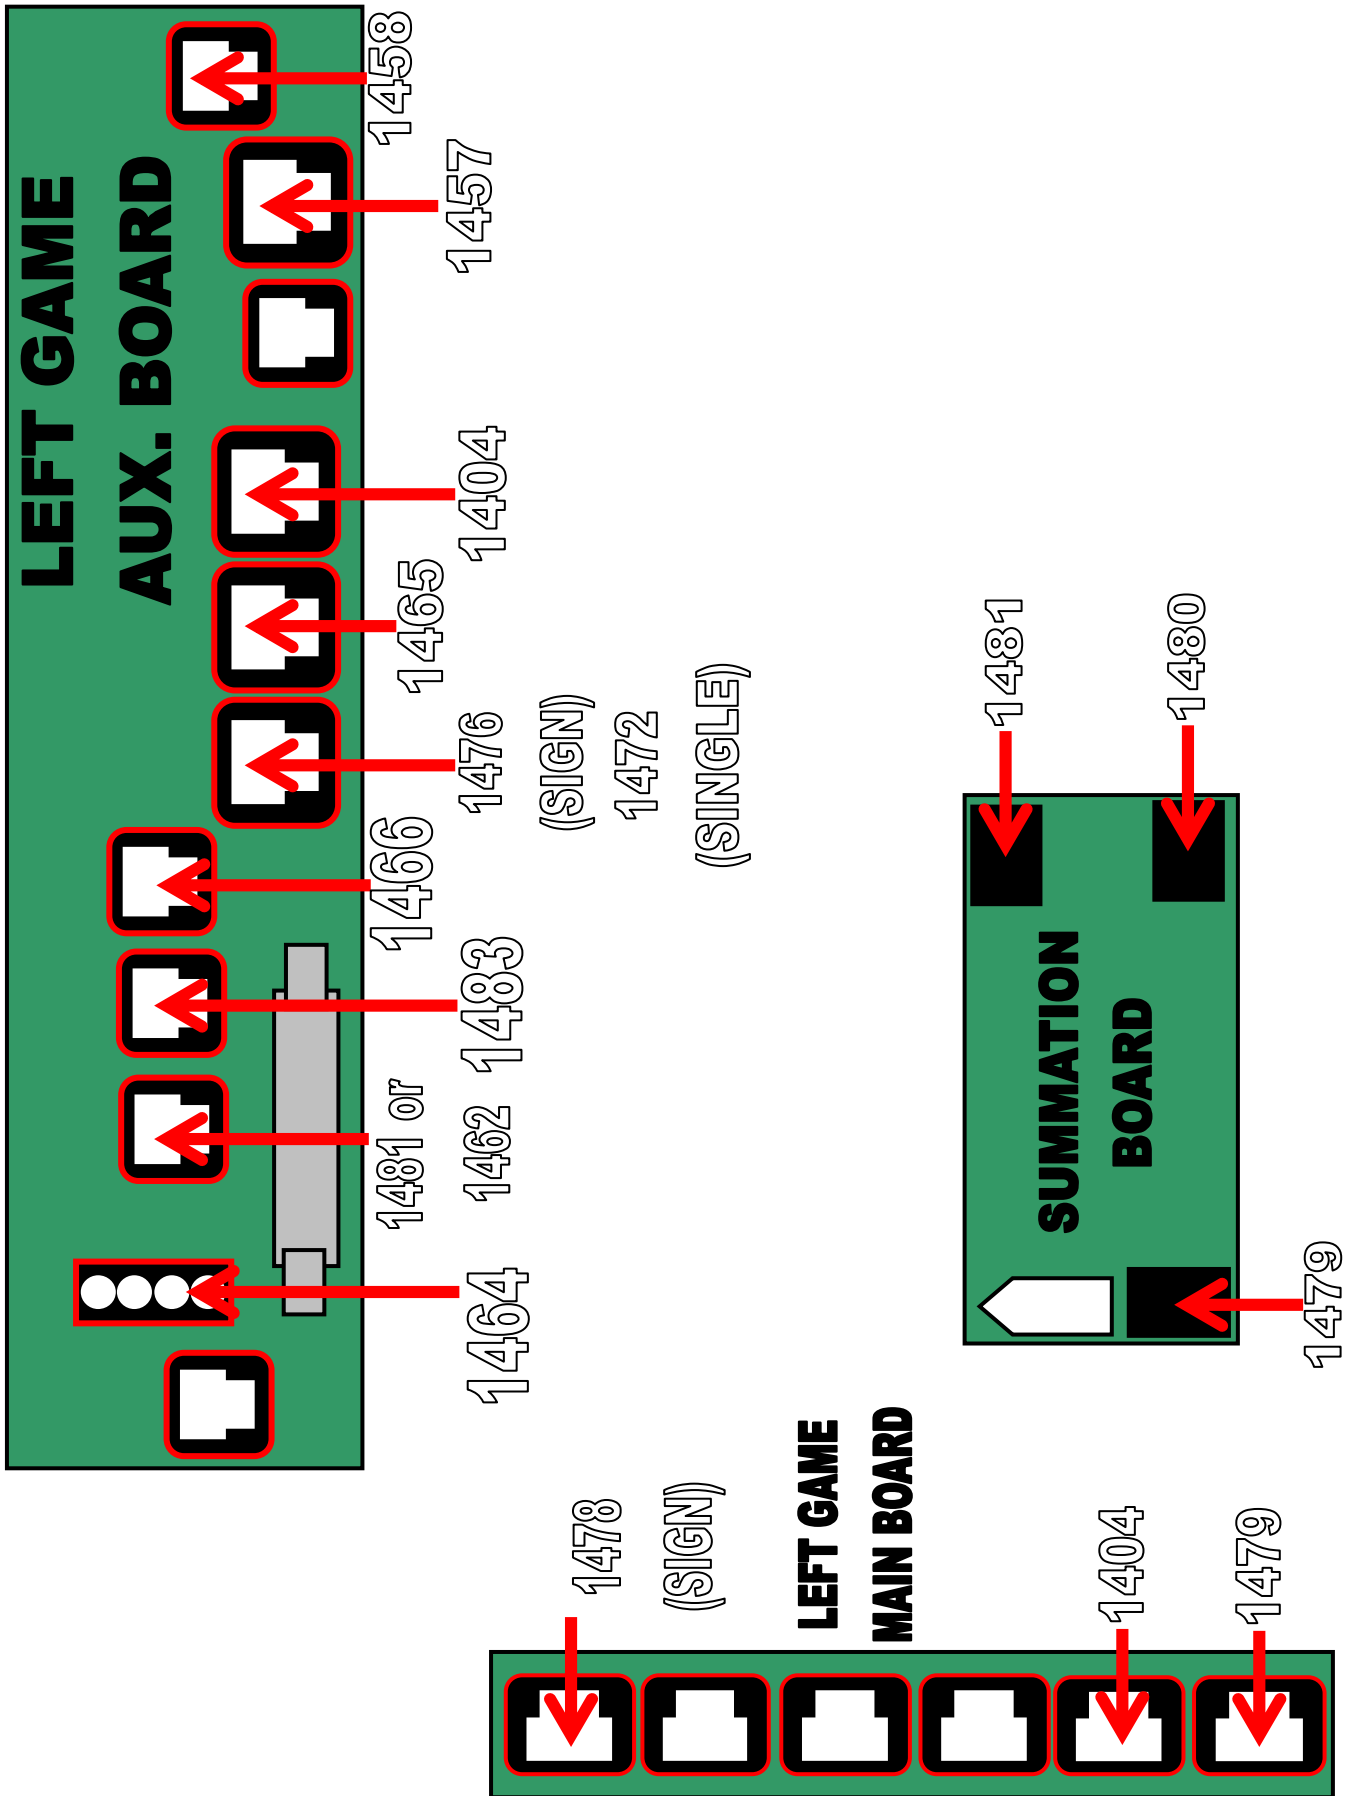 LEFT GAME
AUX. BOARD
1464
1481 or
1462
1483
1466
1476
(SIGN)
1472
(SINGLE)
1465
1404
1457
1458
SUMMATION
BOARD
1479
1481
1480
LEFT GAME
MAIN BOARD
1478
(SIGN)
1404
1479